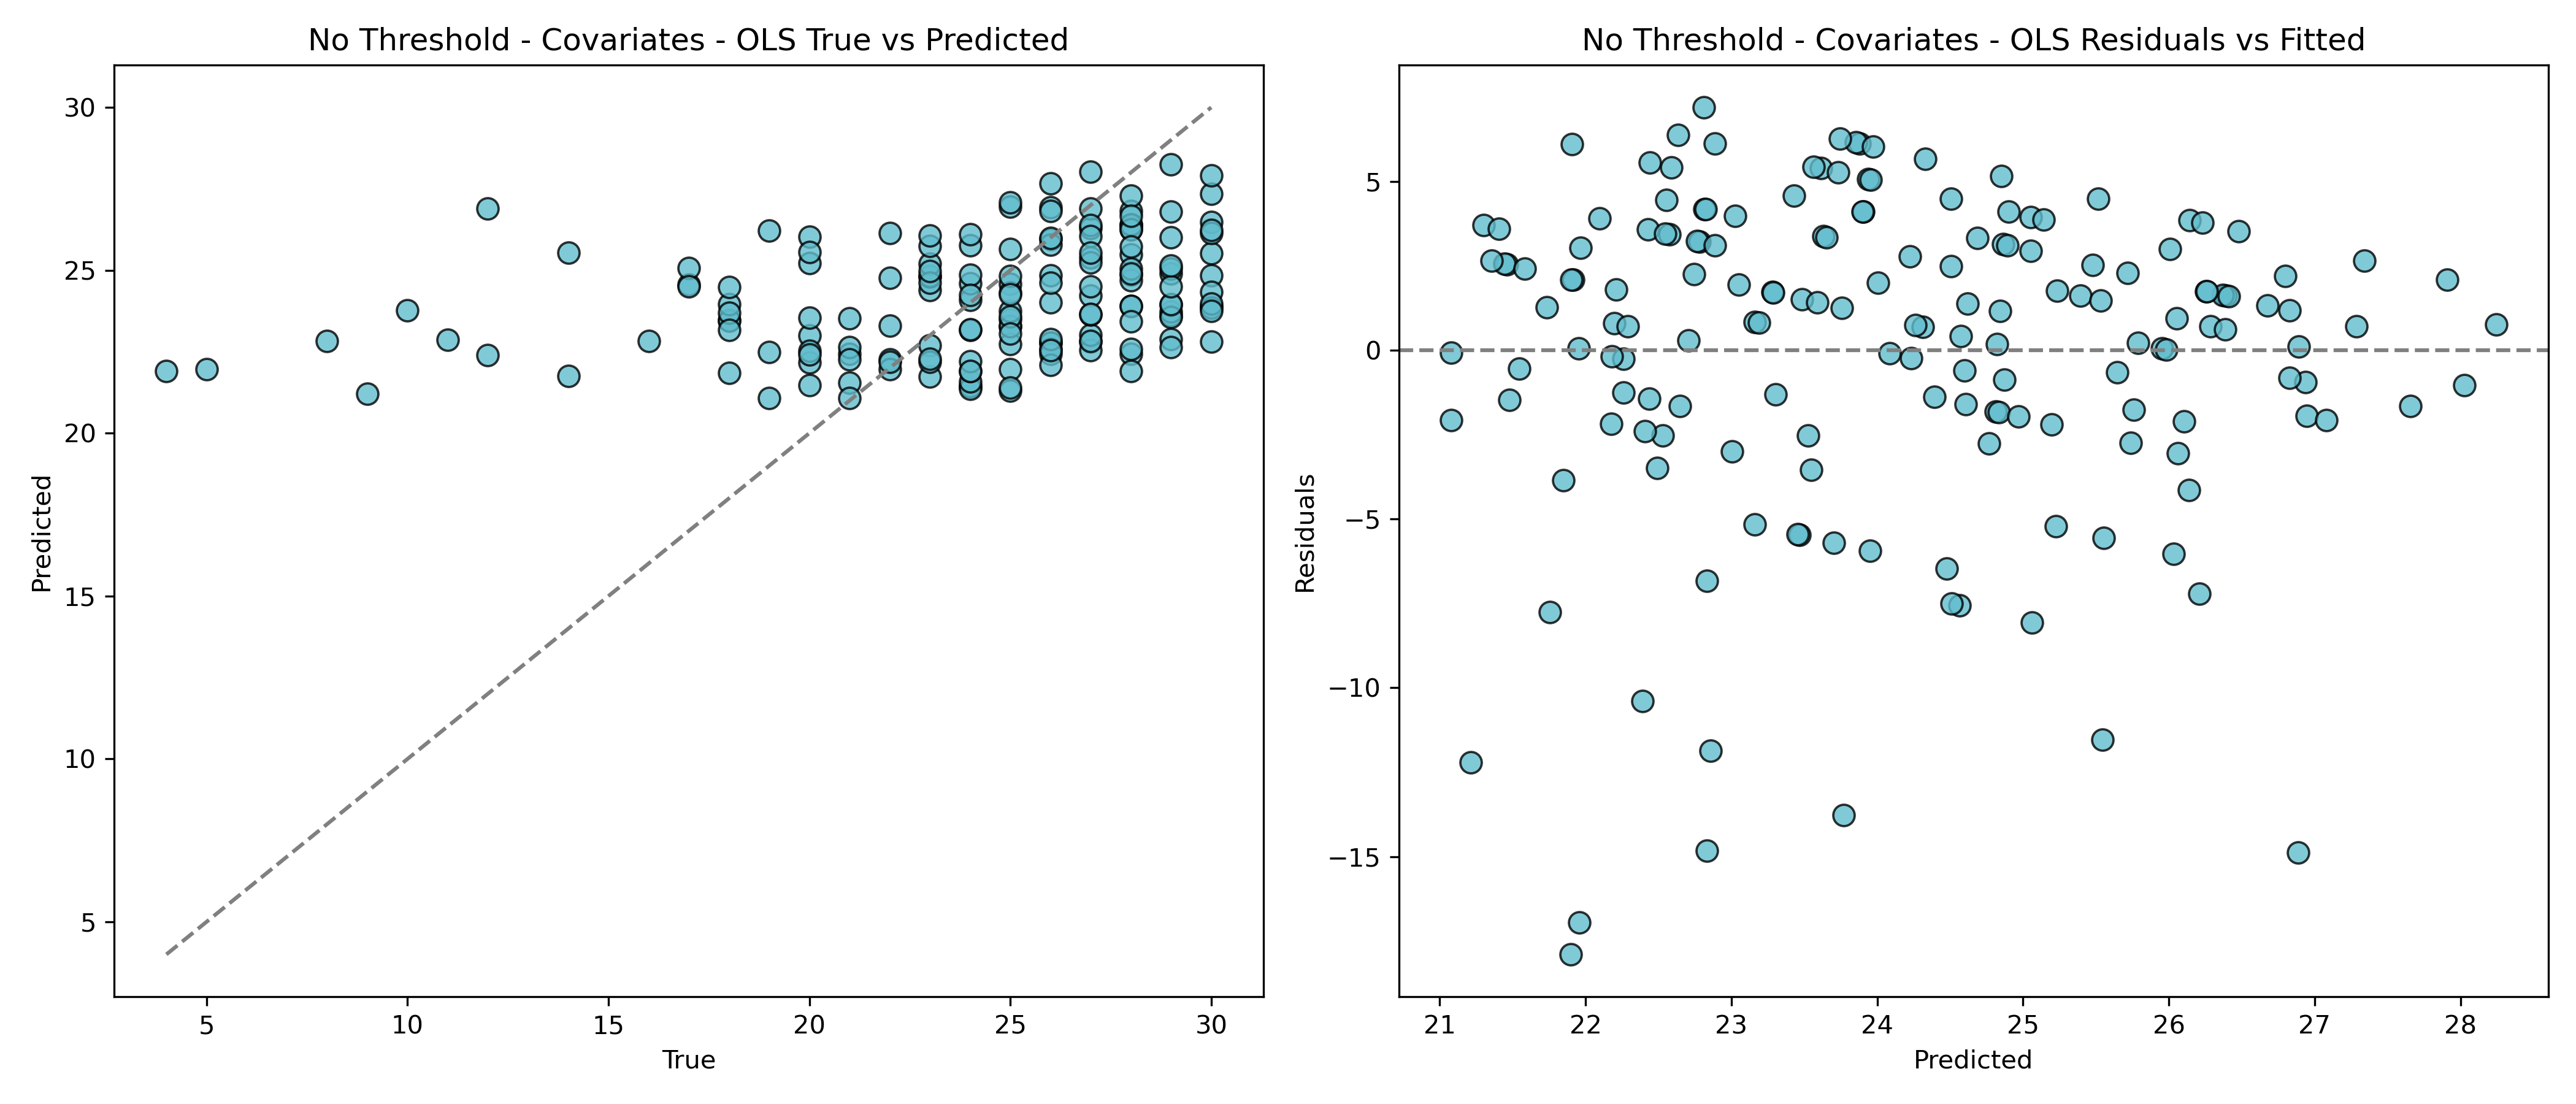 No Threshold - Covariates - OLS True vs Predicted
30
25
20
15
10
5
Predicted
5 10 15 20 25 30
True
No Threshold - Covariates - OLS Residuals vs Fitted
5
0
−5
−10
−15
Residuals
21 22 23 24 25 26 27 28
Predicted